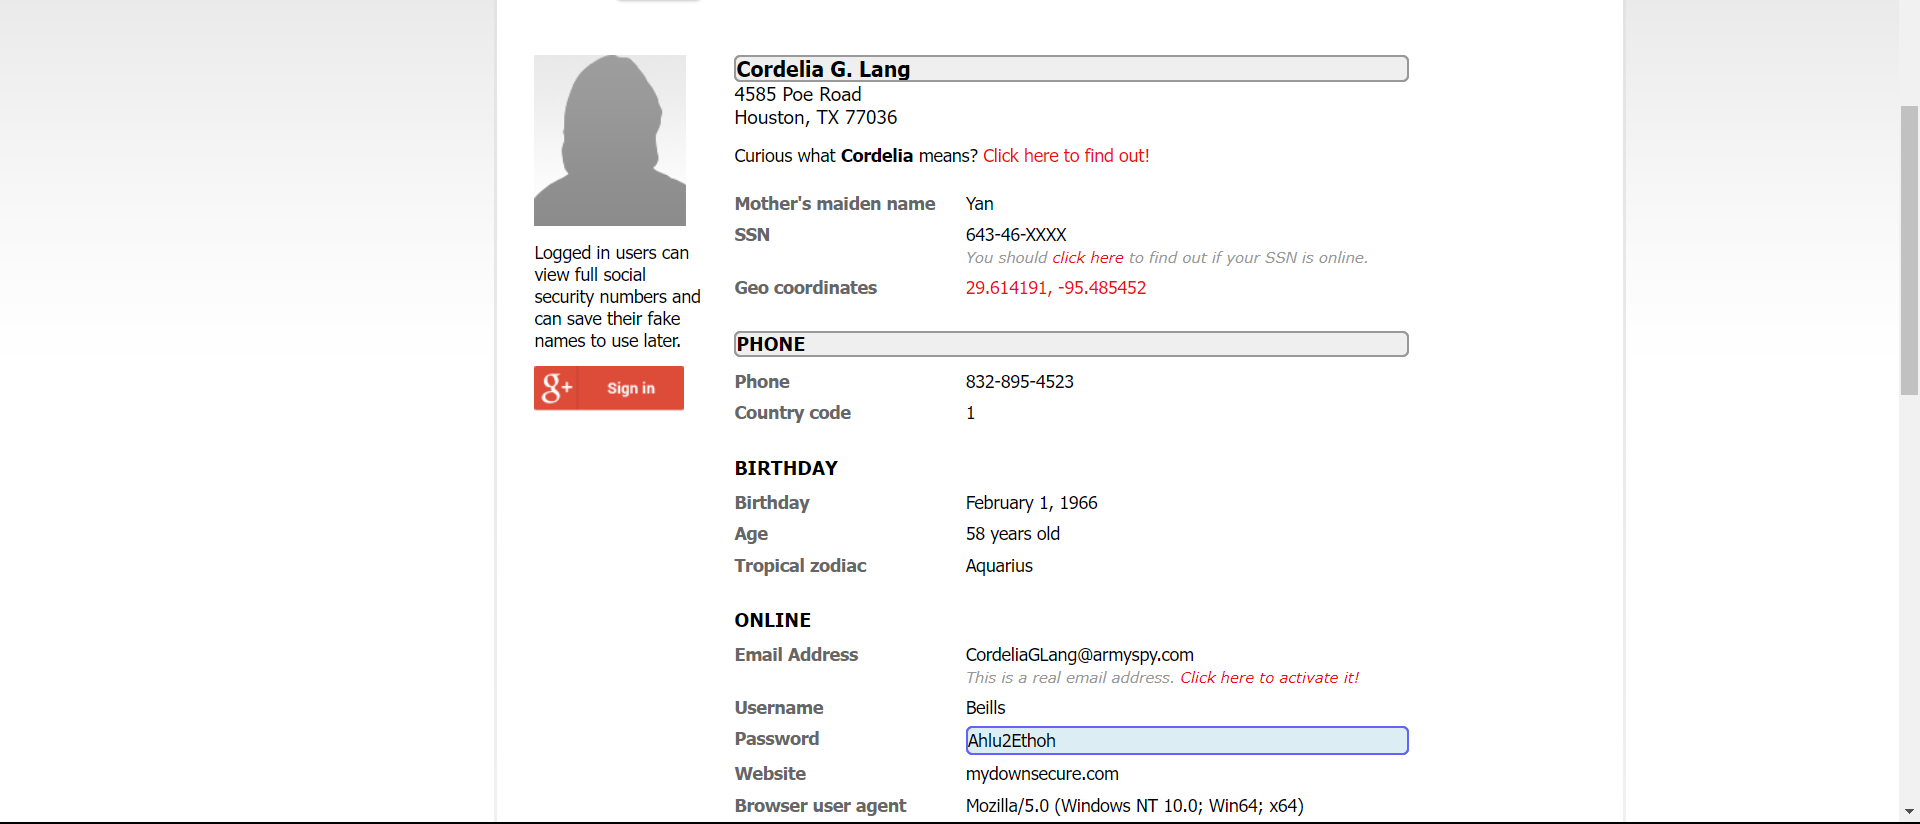 Cordelia G. Lang
4585 Poe Road
Houston, TX 77036
Curious what Cordelia means? Click here to find out!
Mother's maiden name Yan
SSN 643-46-XXXX
You should click here to find out if your SSN is online.
Geo coordinates 29.614191, -95.485452
Logged in users can
view full social
security numbers and
can save their fake
names to use later.
g+ Sign in
PHONE
Phone 832-895-4523
Country code 1
BIRTHDAY
Birthday February 1, 1966
Age 58 years old
Tropical zodiac Aquarius
ONLINE
Email Address CordeliaGLang@armyspy.com
This is a real email address. Click here to activate it!
Username Beills
Password Ahlu2Ethoh
Website mydownsecure.com
Browser user agent Mozilla/5.0 (Windows NT 10.0; Win64; x64)